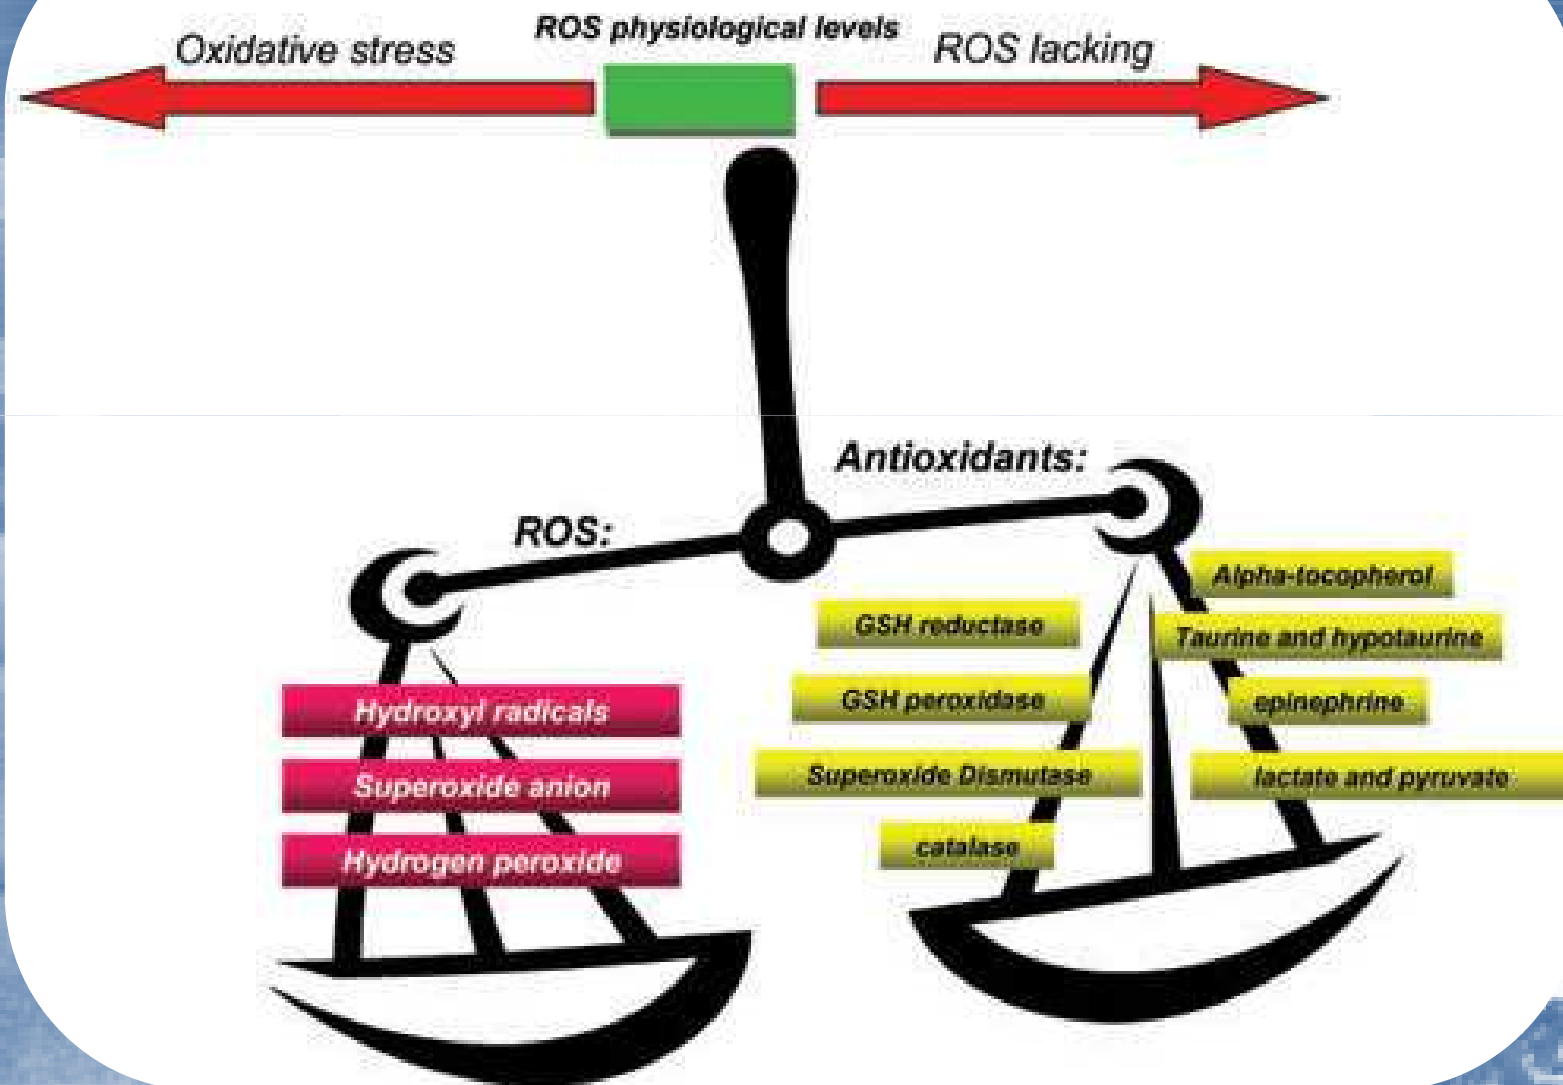 ROS physiological levels
Oxidative stress
ROS lacking
Antioxidants:
ROS:
Alpha-tocopherol
GSH reductase
Taurine and hypotaurine
GSH peroxidase
epinephrine
Hydroxyl radicals
Superoxide Dismutase
lactate and pyruvate
Superoxide anion
catalase
Hydrogen peroxide